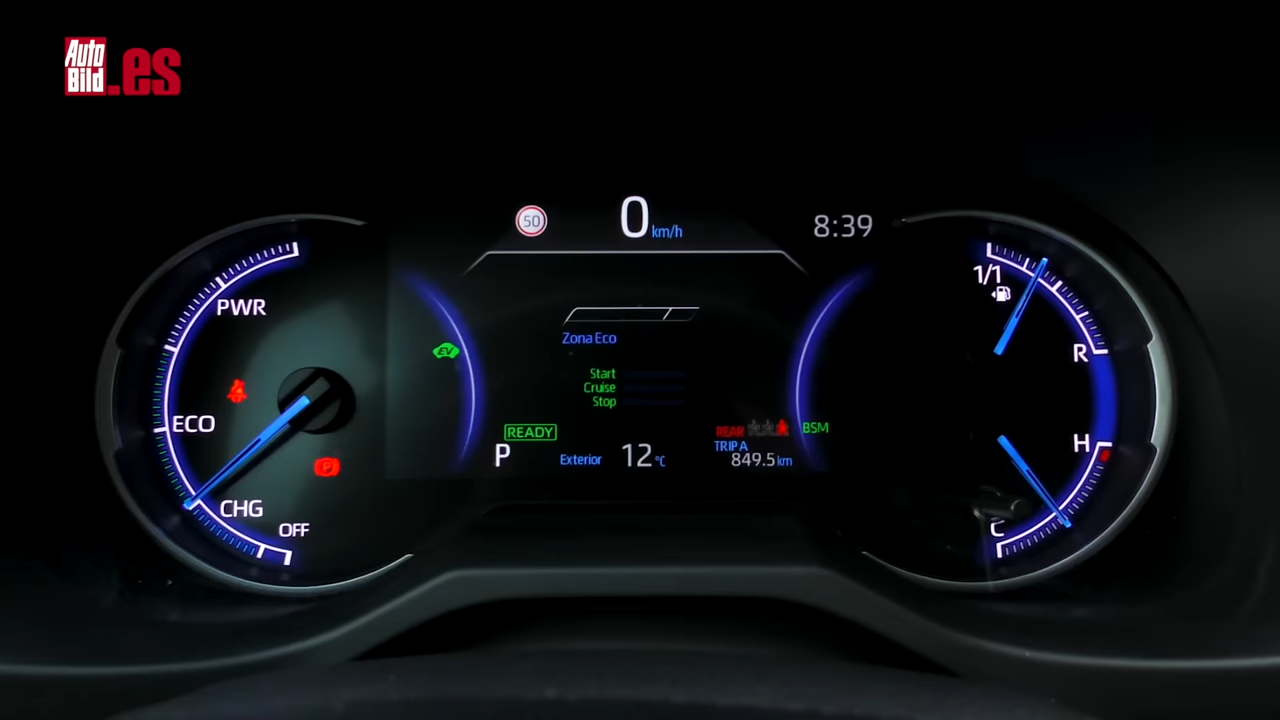 Auto
Bild.es
50
0 km/h
8:39
PWR
ECO
CHG
OFF
EV
P
Zona Eco
Start
Cruise
Stop
READY
P
Exterior 12°C
REAR
BSM
TRIP A
849.5 km
1/1
R
H
C